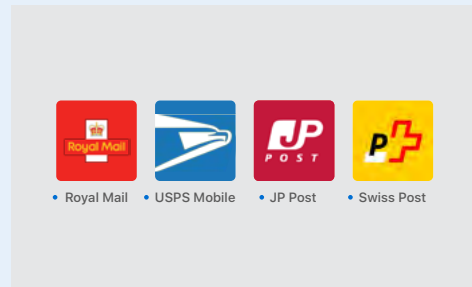 Royal Mail
JP
POST
P
Royal Mail
USPS Mobile
JP Post
Swiss Post